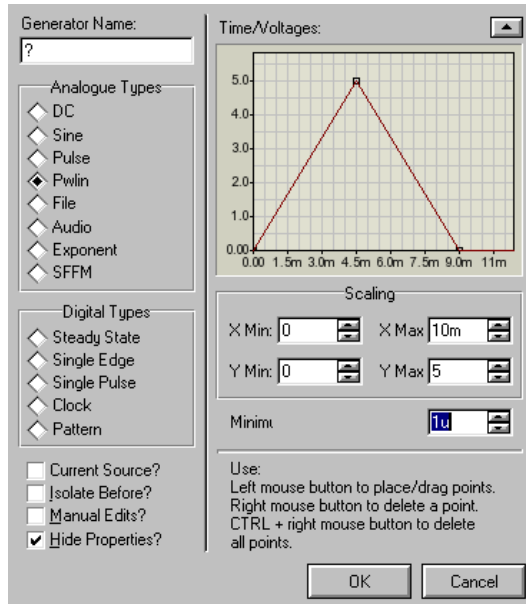 Generator Name:
?
Analogue Types
DC
Sine
Pulse
Pwlin
File
Audio
Exponent
SFFM
Digital Types
Steady State
Single Edge
Single Pulse
Clock
Pattern
Current Source?
Isolate Before?
Manual Edits?
Hide Properties?
Time/Voltages:
5.0
4.0
3.0
2.0
1.0
0.00
0.00 1.5m 3.0m 4.5m 6.0m 7.5m 9.0m 11m
Scaling
X Min: 0 X Max 10m
Y Min: 0 Y Max 5
Minimu 1u
Use:
Left mouse button to place/drag points.
Right mouse button to delete a point.
CTRL + right mouse button to delete
all points.
OK Cancel